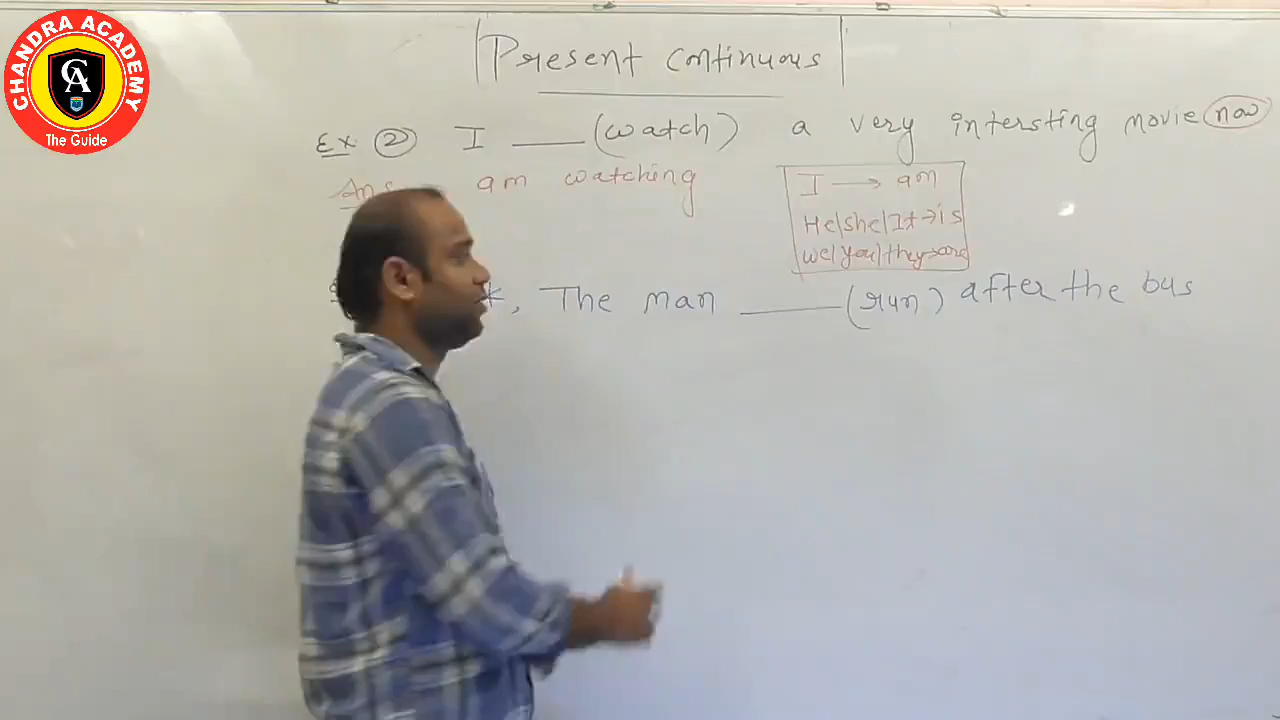 CHANDRA ACADEMY
CA
The Guide
Present Continuous
Ex ② I ____ (watch) a very intersting movie now
Ans am watching
I → am
He/she/It → is
we/you/they → are
, The man ____ (run) after the bus